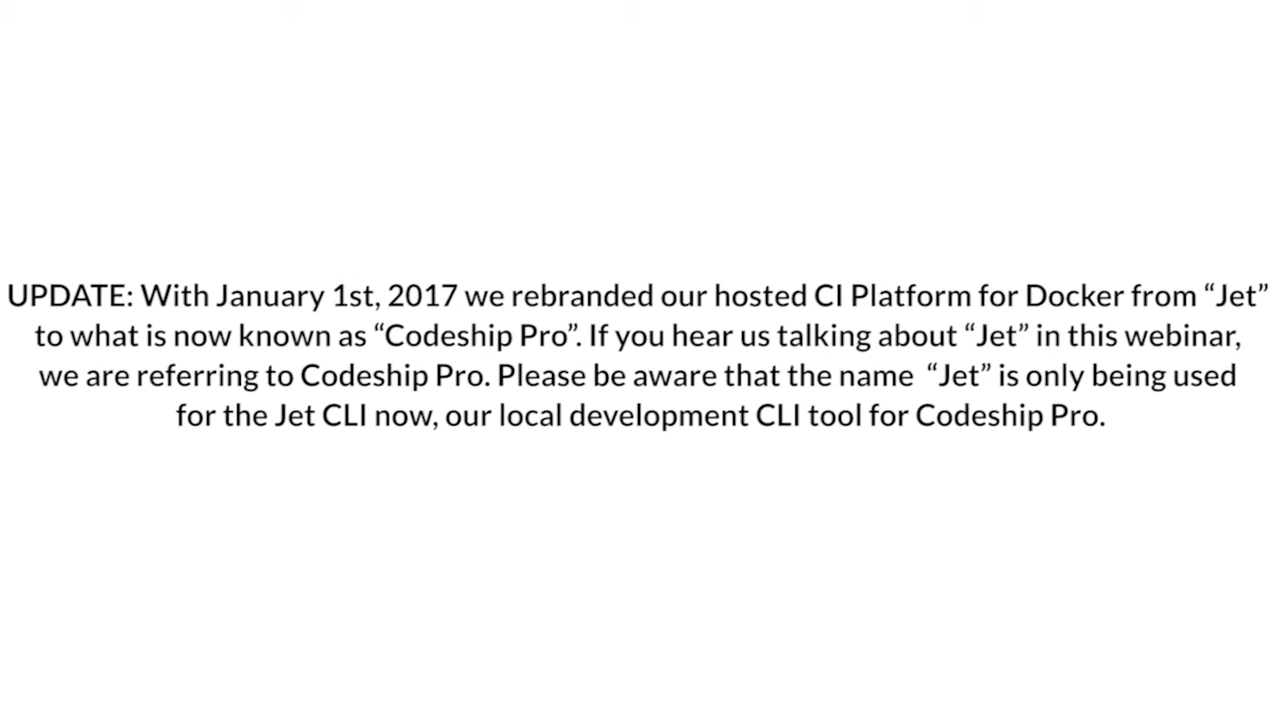 UPDATE: With January 1st, 2017 we rebranded our hosted CI Platform for Docker from “Jet”
to what is now known as “Codeship Pro”. If you hear us talking about “Jet” in this webinar,
we are referring to Codeship Pro. Please be aware that the name “Jet” is only being used
for the Jet CLI now, our local development CLI tool for Codeship Pro.